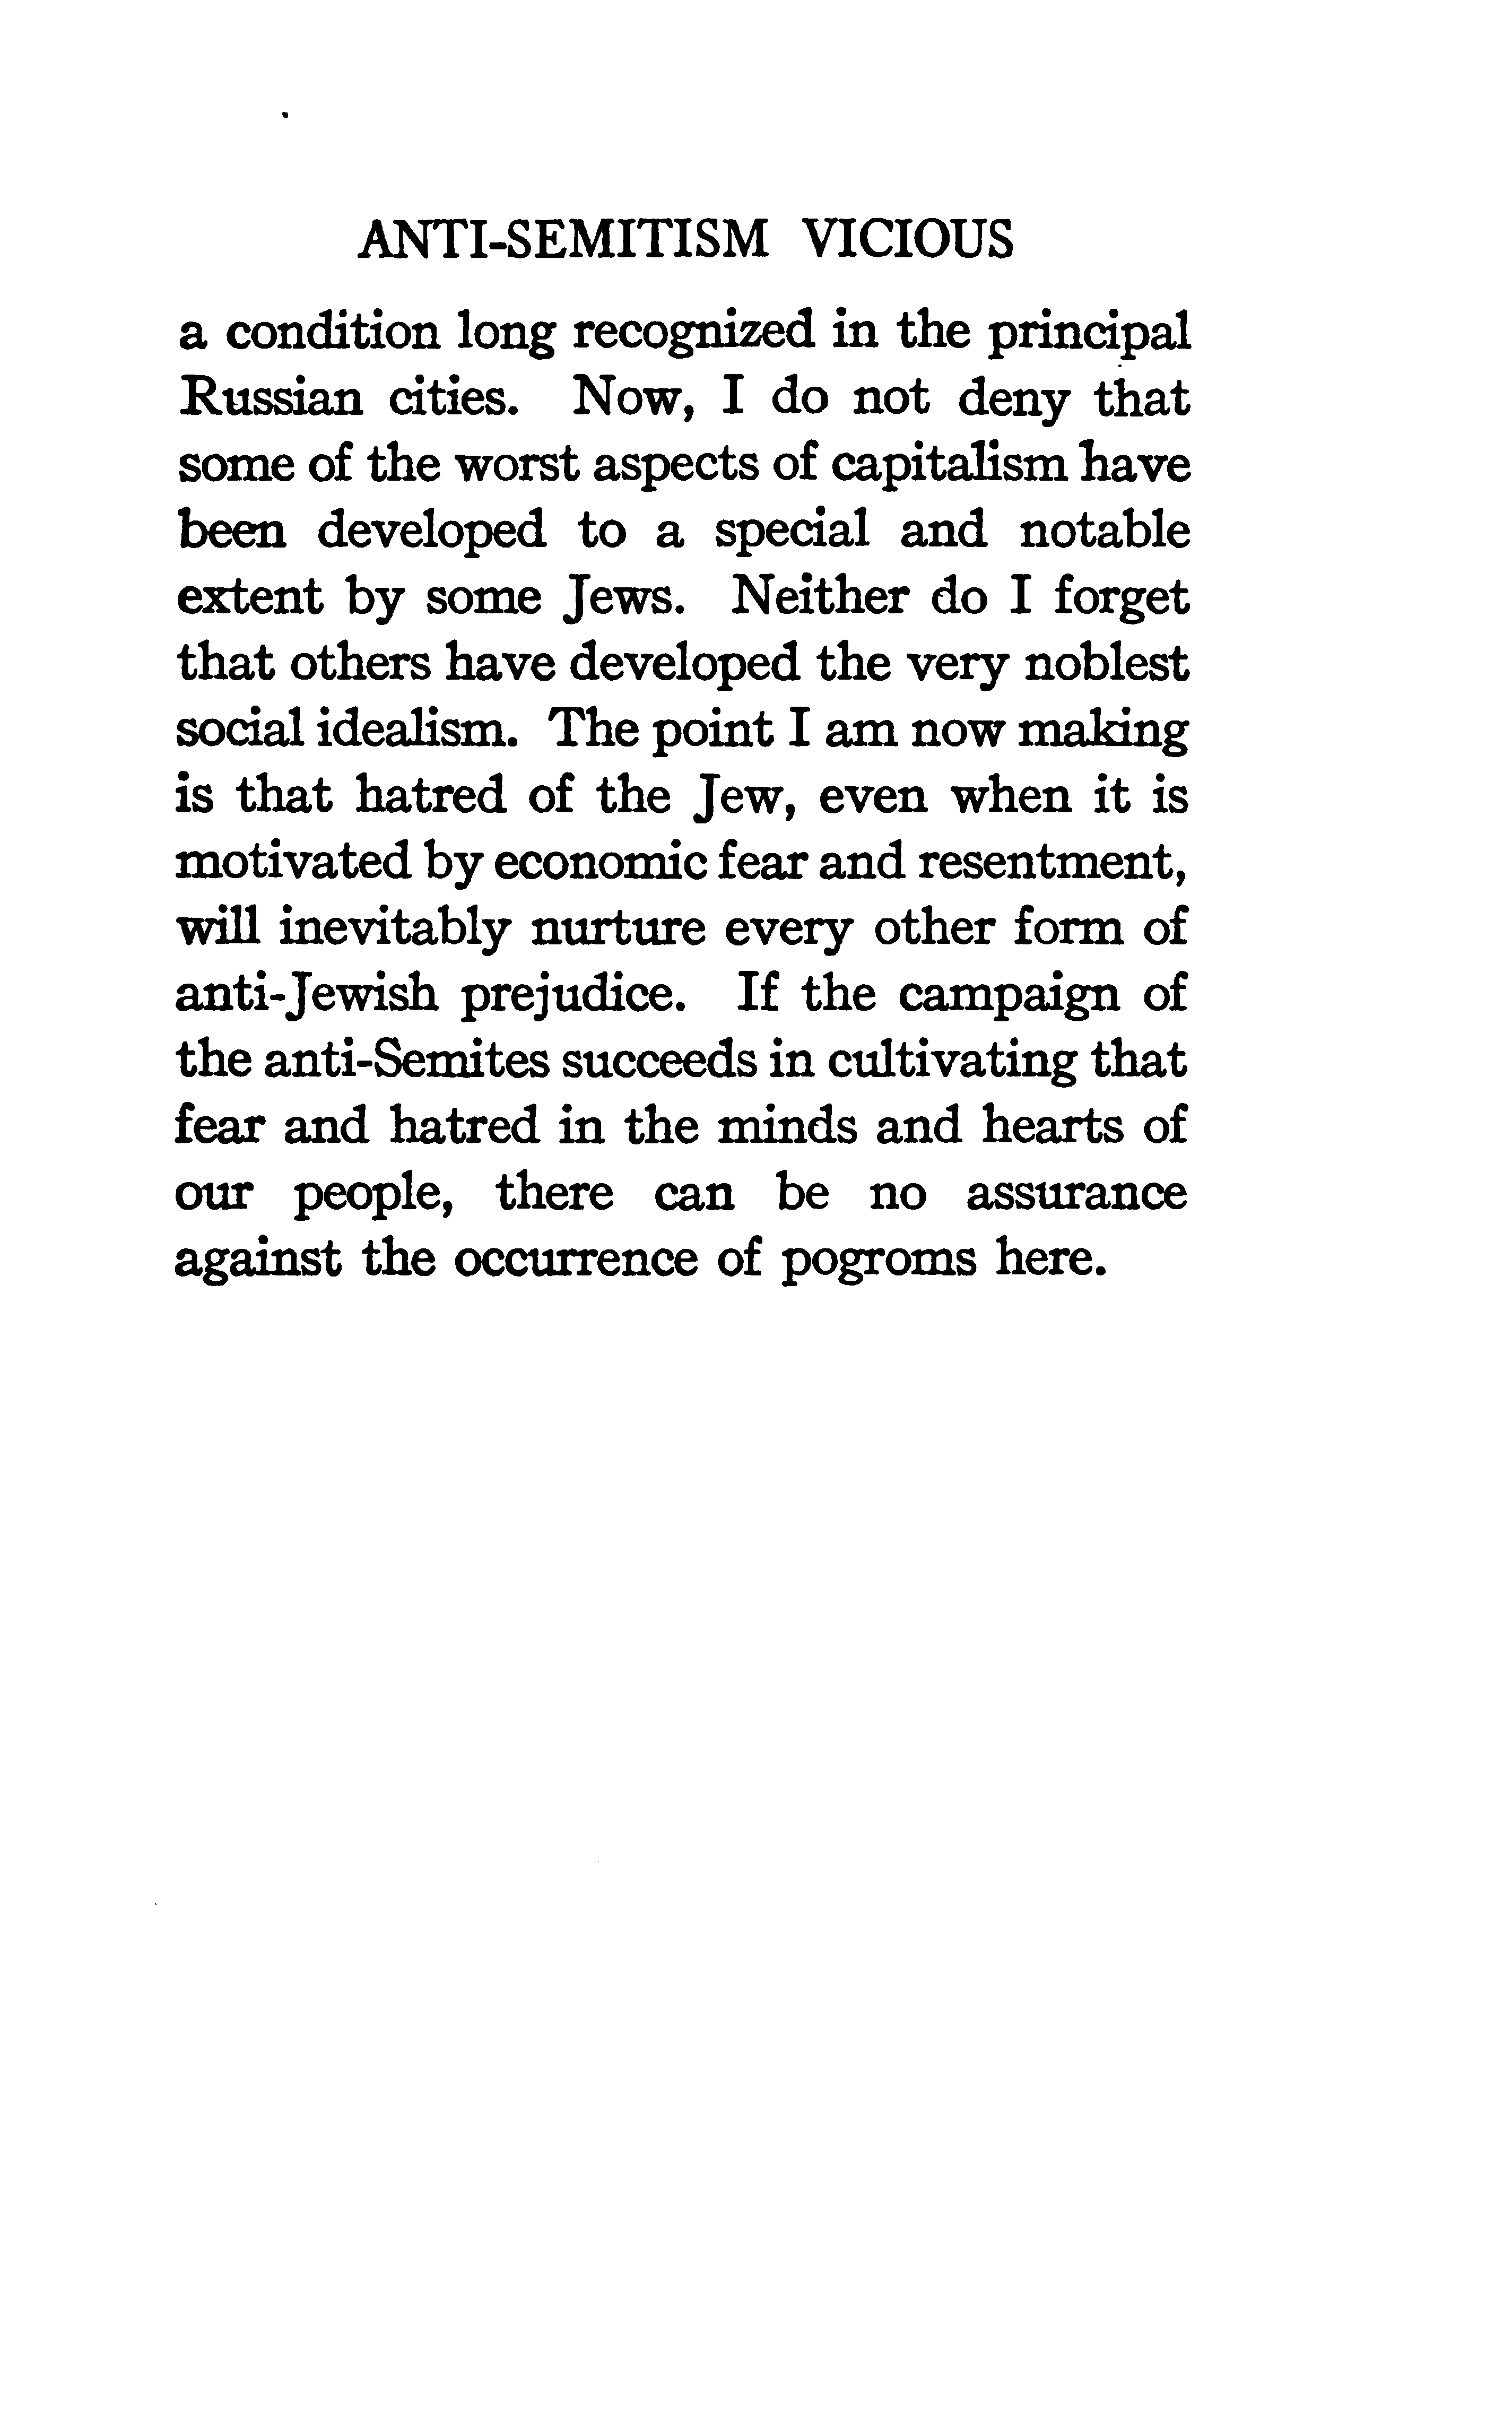 ANTI-SEMITISM VICIOUS
a condition long recognized in the principal
Russian cities. Now, I do not deny that
some of the worst aspects of capitalism have
been developed to a special and notable
extent by some Jews. Neither do I forget
that others have developed the very noblest
social idealism. The point I am now making
is that hatred of the Jew, even when it is
motivated by economic fear and resentment,
will inevitably nurture every other form of
anti-Jewish prejudice. If the campaign of
the anti-Semites succeeds in cultivating that
fear and hatred in the minds and hearts of
our people, there can be no assurance
against the occurrence of pogroms here.